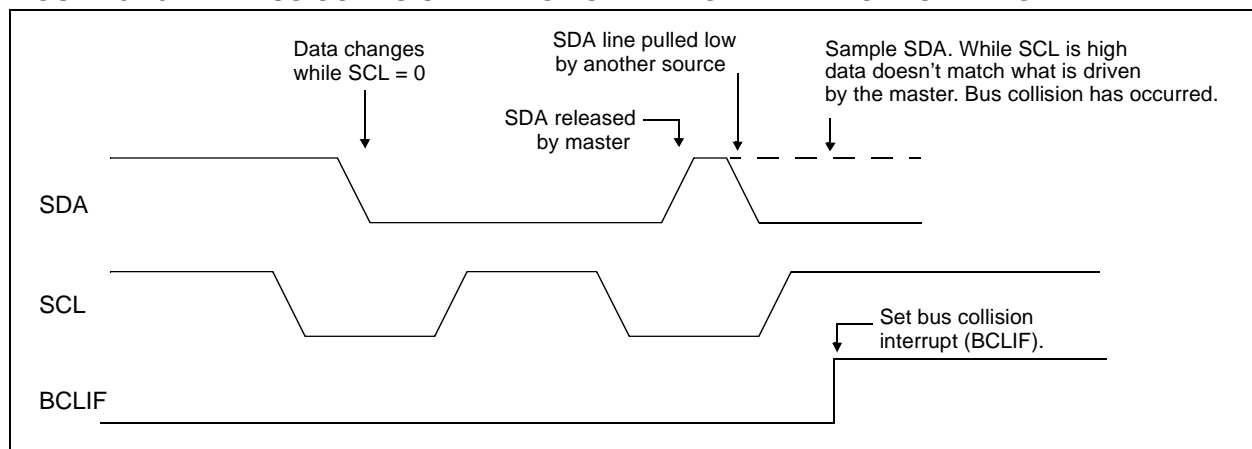 Data changes
while SCL = 0
SDA line pulled low
by another source
Sample SDA. While SCL is high
data doesn't match what is driven
by the master. Bus collision has occurred.
SDA released
by master
SDA
SCL
Set bus collision
interrupt (BCLIF).
BCLIF